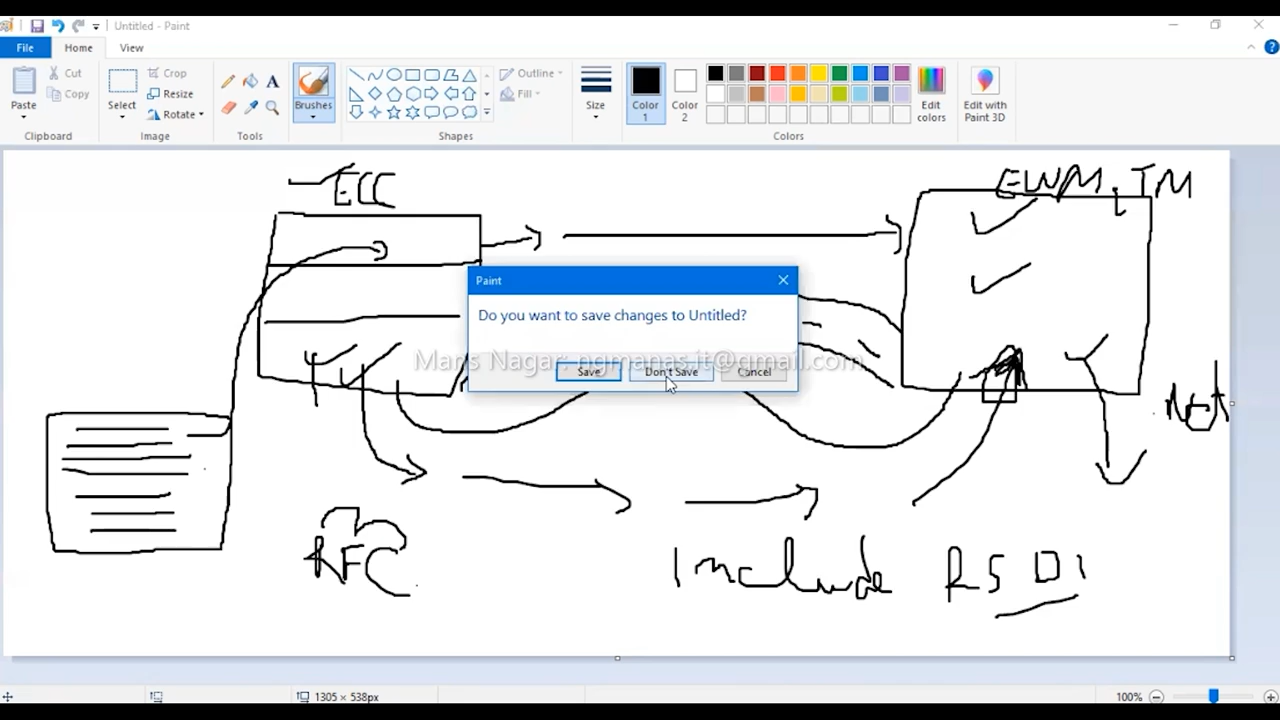 Untitled - Paint
File Home View
Paste Cut Copy Clipboard
Select Crop Resize Rotate Image
Tools
Brushes
Outline Fill Shapes
Size
Color 1 Color 2 Edit colors Colors
Edit with Paint 3D
ECC
EWM, TM
Paint
Do you want to save changes to Untitled?
Mans Nagar: ngmanas.it@gmail.com
Save Don't Save Cancel
Not
RFC
Include RSDI
1305 × 538px
100%